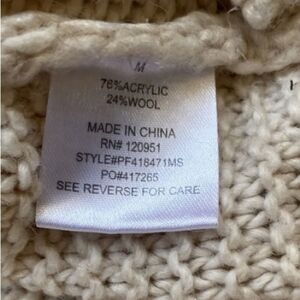 M
76%ACRYLIC
24%WOOL
MADE IN CHINA
RN# 120951
STYLE#PF418471MS
PO#417265
SEE REVERSE FOR CARE